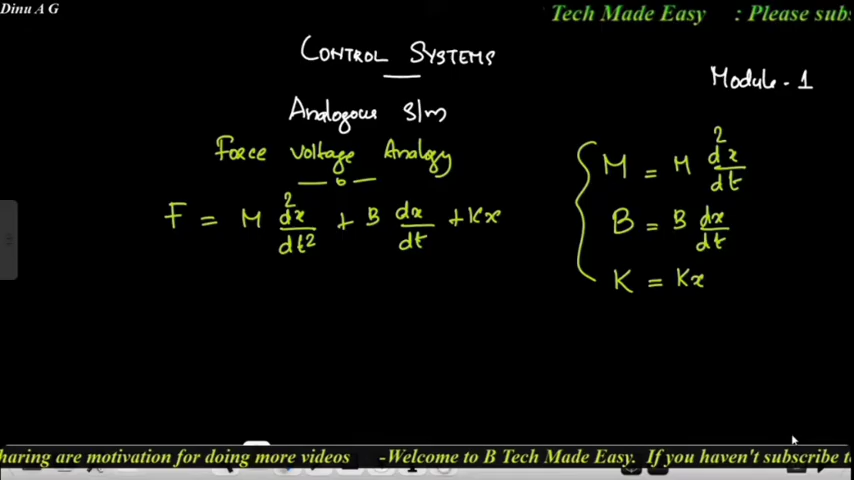 Dinu A G
Tech Made Easy : Please subs
CONTROL SYSTEMS
Module - 1
Analogous S/m
Force voltage Analogy
F = M d²x/dt² + B dx/dt + Kx
M = M d²x/dt
B = B dx/dt
K = Kx
haring are motivation for doing more videos -Welcome to B Tech Made Easy. If you haven't subscribe t